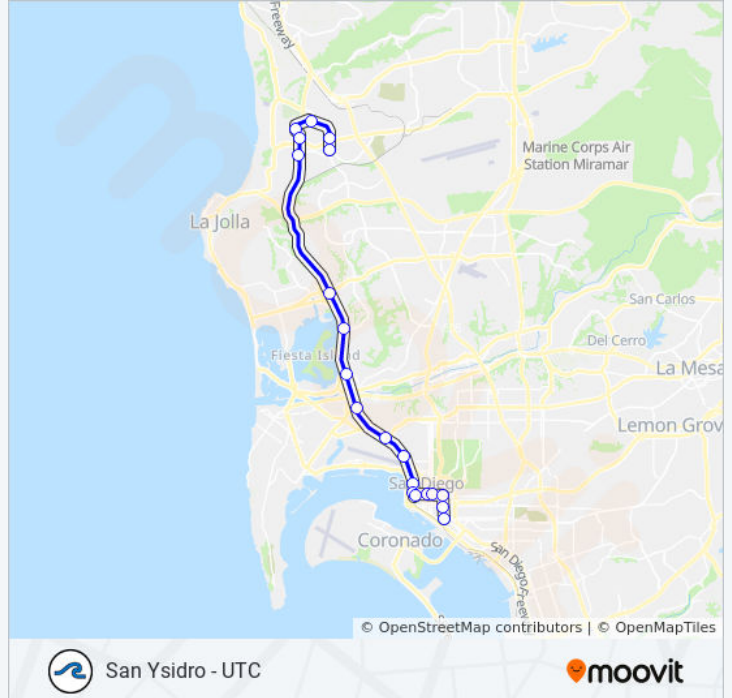 Freeway
Marine Corps Air
Station Miramar
La Jolla
San Carlos
Del Cerro
Fiesta Island
La Mesa
Lemon Grov
San Diego
Coronado
San Diego Freeway
© OpenStreetMap contributors | © OpenMapTiles
San Ysidro - UTC
moovit